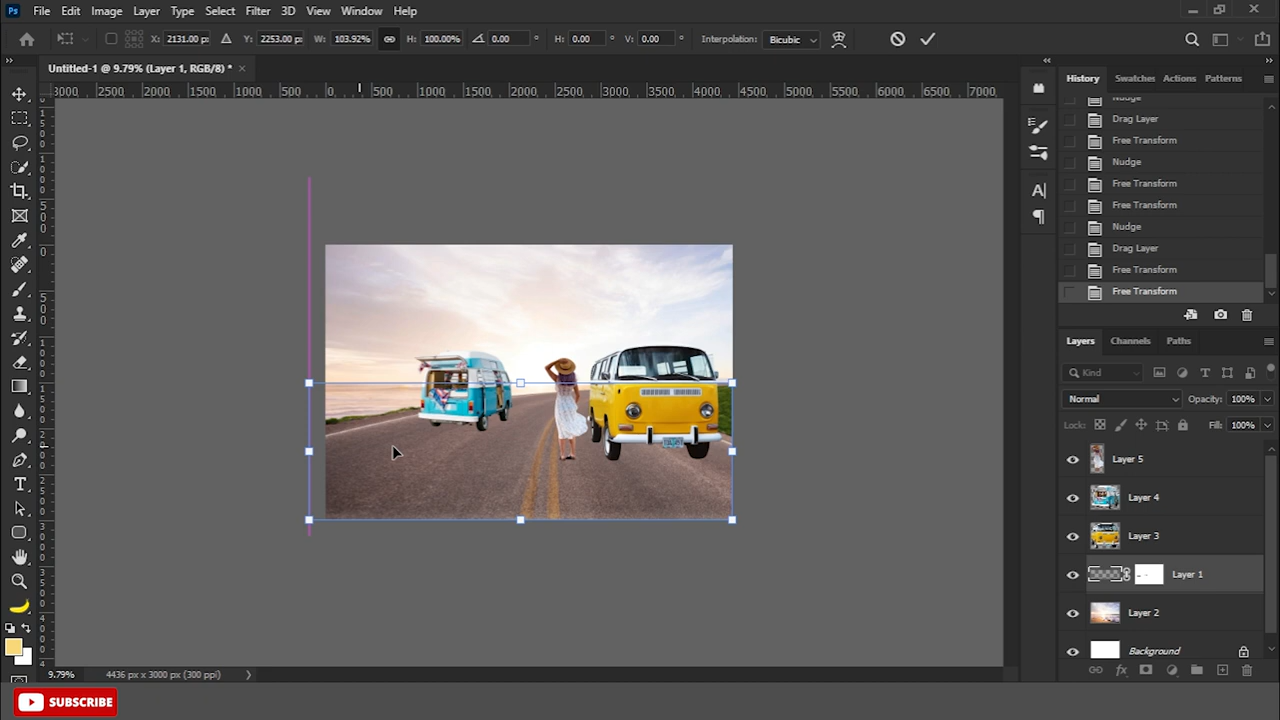 Ps File Edit Image Layer Type Select Filter 3D View Window Help
X: 2131.00 px Y: 2253.00 px W: 103.92% H: 100.00% 0.00 ° H: 0.00 ° V: 0.00 ° Interpolation: Bicubic
Untitled-1 @ 9.79% (Layer 1, RGB/8) * ×
3000 2500 2000 1500 1000 500 0 500 1000 1500 2000 2500 3000 3500 4000 4500 5000 5500 6000 6500 7000
History Swatches Actions Patterns
Nudge
Drag Layer
Free Transform
Nudge
Free Transform
Free Transform
Nudge
Drag Layer
Free Transform
Free Transform
Layers Channels Paths
Kind
Normal Opacity: 100%
Lock: Fill: 100%
Layer 5
Layer 4
Layer 3
Layer 1
Layer 2
Background
9.79% 4436 px x 3000 px (300 ppi)
SUBSCRIBE